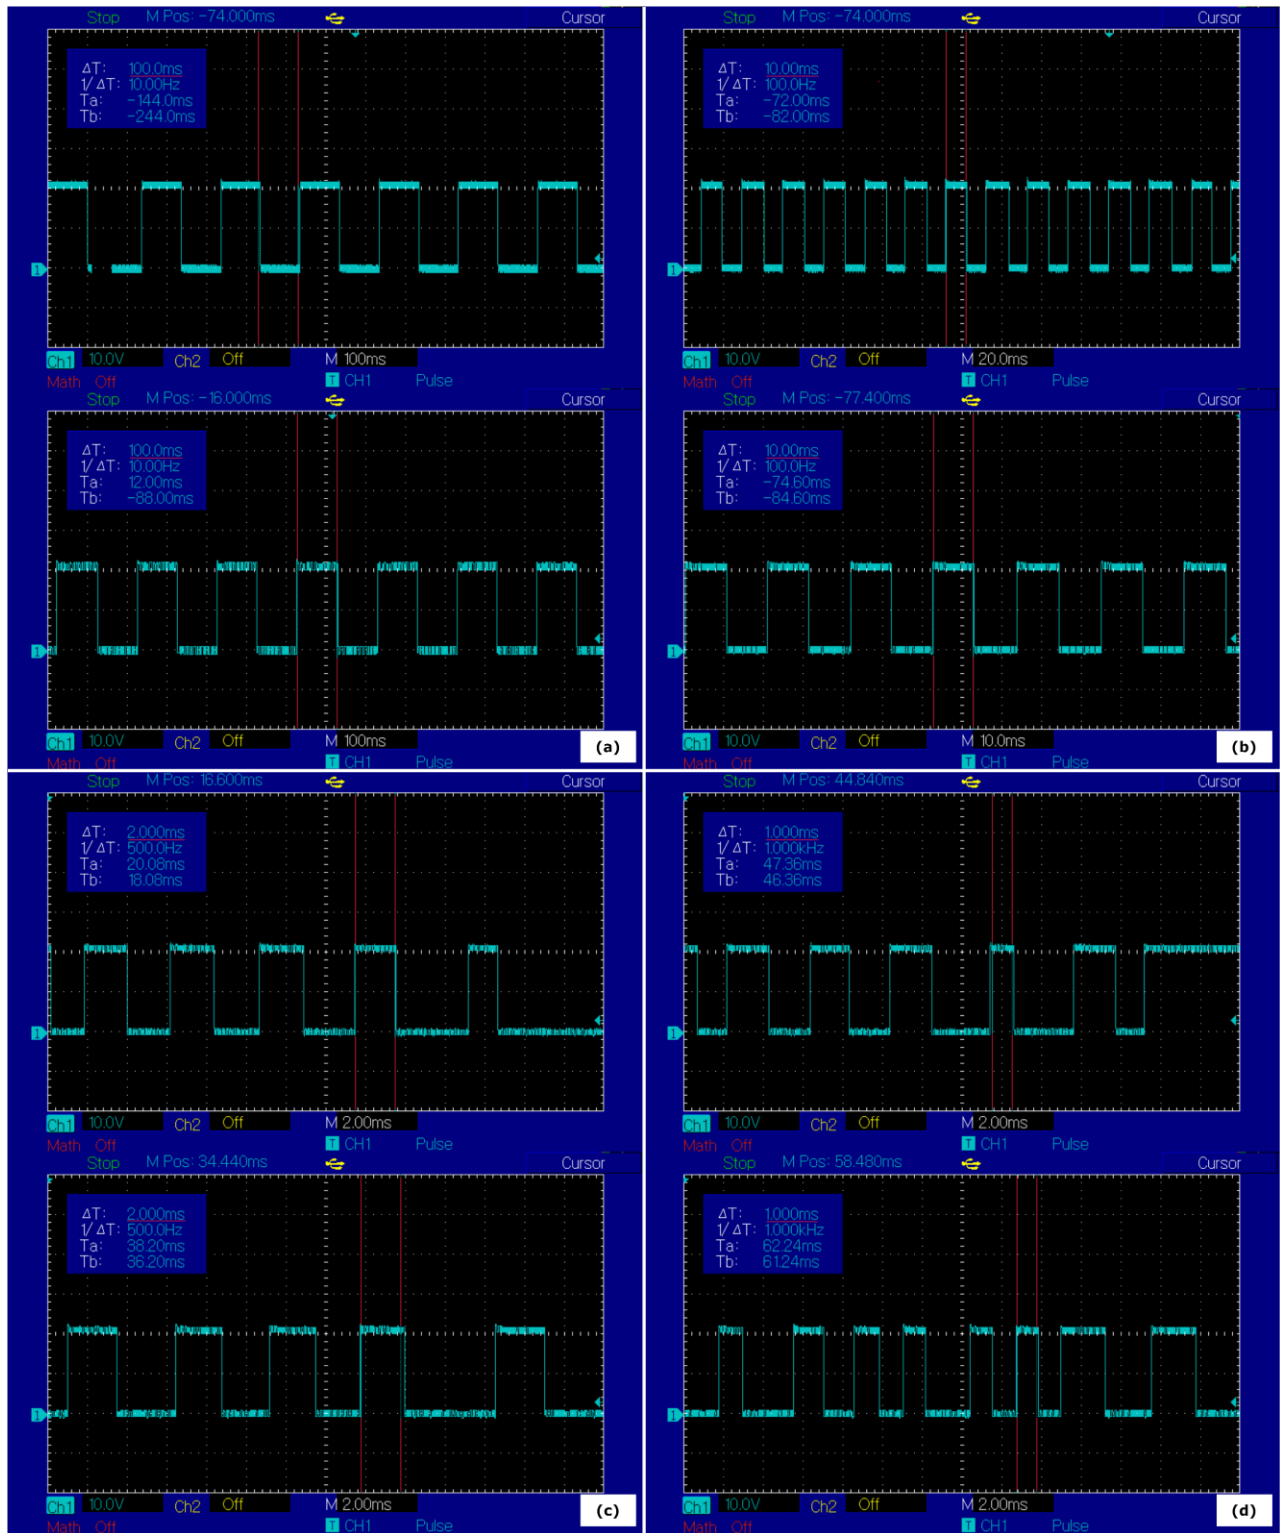 Stop M Pos: -74.000ms Cursor
ΔT: 100.0ms
1/ΔT: 10.00Hz
Ta: -144.0ms
Tb: -244.0ms
1
Ch1 10.0V Ch2 Off M 100ms
Math Off T CH1 Pulse
Stop M Pos: -16.000ms Cursor
ΔT: 100.0ms
1/ΔT: 10.00Hz
Ta: 12.00ms
Tb: -88.00ms
1
Ch1 10.0V Ch2 Off M 100ms
Math Off T CH1 Pulse
(a)
Stop M Pos: -74.000ms Cursor
ΔT: 10.00ms
1/ΔT: 100.0Hz
Ta: -72.00ms
Tb: -82.00ms
1
Ch1 10.0V Ch2 Off M 20.0ms
Math Off T CH1 Pulse
Stop M Pos: -77.400ms Cursor
ΔT: 10.00ms
1/ΔT: 100.0Hz
Ta: -74.60ms
Tb: -84.60ms
1
Ch1 10.0V Ch2 Off M 10.0ms
Math Off T CH1 Pulse
(b)
Stop M Pos: 16.600ms Cursor
ΔT: 2.000ms
1/ΔT: 500.0Hz
Ta: 20.08ms
Tb: 18.08ms
1
Ch1 10.0V Ch2 Off M 2.00ms
Math Off T CH1 Pulse
Stop M Pos: 34.440ms Cursor
ΔT: 2.000ms
1/ΔT: 500.0Hz
Ta: 38.20ms
Tb: 36.20ms
1
Ch1 10.0V Ch2 Off M 2.00ms
Math Off T CH1 Pulse
(c)
Stop M Pos: 44.840ms Cursor
ΔT: 1.000ms
1/ΔT: 1.000kHz
Ta: 47.36ms
Tb: 46.36ms
1
Ch1 10.0V Ch2 Off M 2.00ms
Math Off T CH1 Pulse
Stop M Pos: 58.480ms Cursor
ΔT: 1.000ms
1/ΔT: 1.000kHz
Ta: 62.24ms
Tb: 61.24ms
1
Ch1 10.0V Ch2 Off M 2.00ms
Math Off T CH1 Pulse
(d)